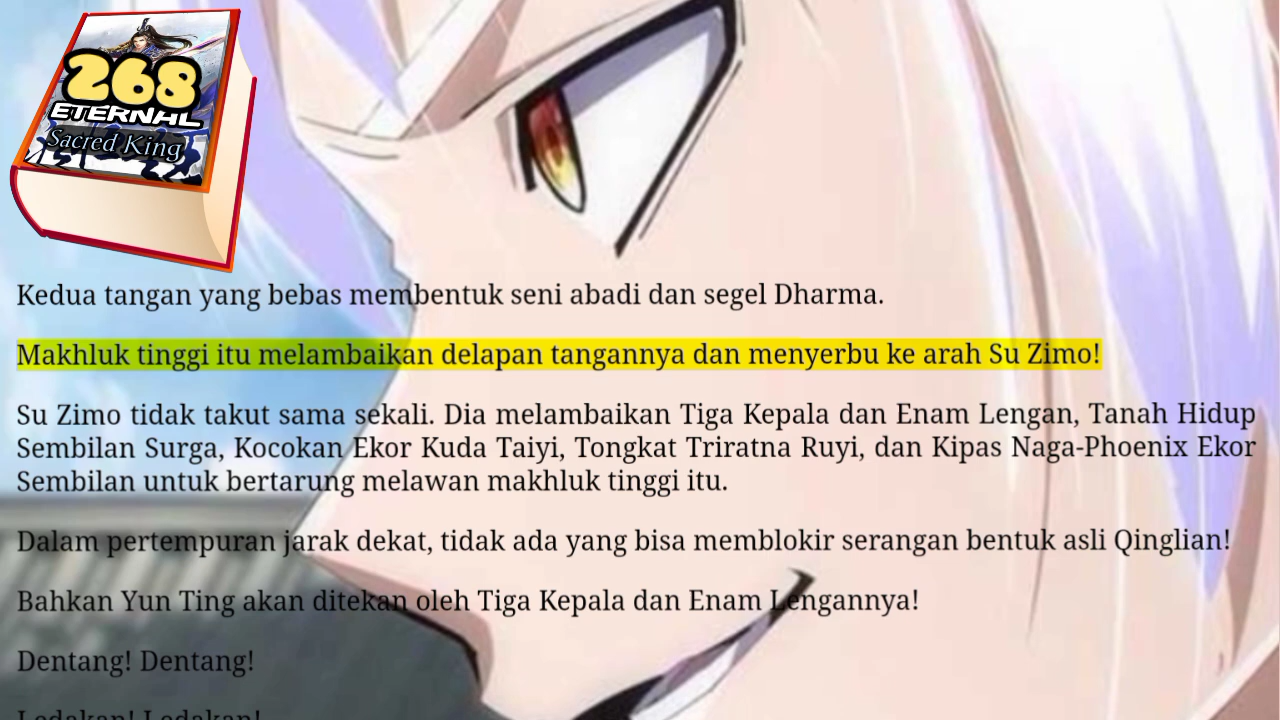 268
ETERNAL
Sacred King
Kedua tangan yang bebas membentuk seni abadi dan segel Dharma.
Makhluk tinggi itu melambaikan delapan tangannya dan menyerbu ke arah Su Zimo!
Su Zimo tidak takut sama sekali. Dia melambaikan Tiga Kepala dan Enam Lengan, Tanah Hidup
Sembilan Surga, Kocokan Ekor Kuda Taiyi, Tongkat Triratna Ruyi, dan Kipas Naga-Phoenix Ekor
Sembilan untuk bertarung melawan makhluk tinggi itu.
Dalam pertempuran jarak dekat, tidak ada yang bisa memblokir serangan bentuk asli Qinglian!
Bahkan Yun Ting akan ditekan oleh Tiga Kepala dan Enam Lengannya!
Dentang! Dentang!
Ledakan! Ledakan!